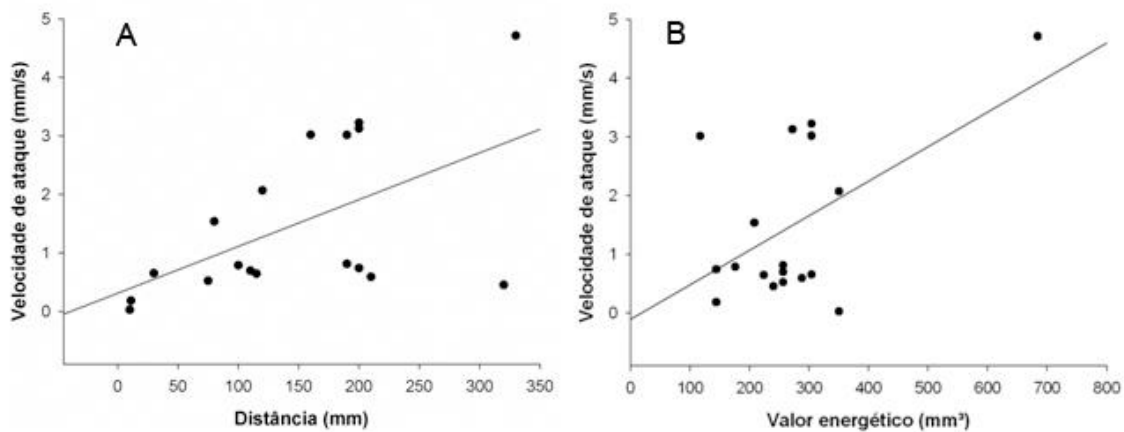 A
Velocidade de ataque (mm/s)
5
4
3
2
1
0
0 50 100 150 200 250 300 350
Distância (mm)
B
Velocidade de ataque (mm/s)
5
4
3
2
1
0
0 100 200 300 400 500 600 700 800
Valor energético (mm³)